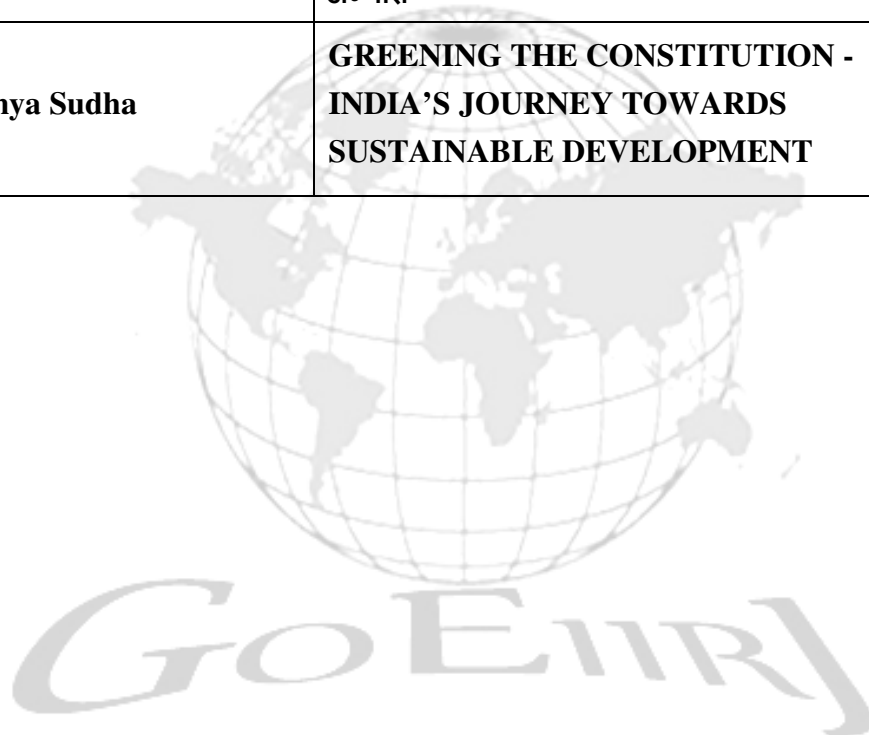 GREENING THE CONSTITUTION -
nya Sudha
INDIA'S JOURNEY TOWARDS
SUSTAINABLE DEVELOPMENT
GOEIIRJ